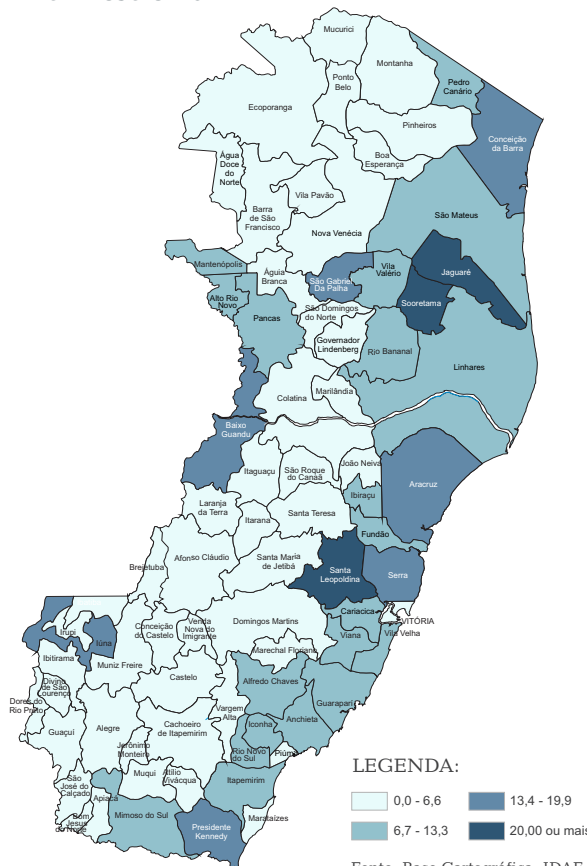 Mucurici
Montanha
Pedro
Canário
Ponto
Belo
Ecoporanga
Pinheiros
Conceição
da Barra
Água
Doce
do
Norte
Boa
Esperança
Vila Pavão
Barra
de São
Francisco
São Mateus
Nova Venécia
Mantenópolis
Águia
Branca
São Gabriel
Da Palha
Vila
Valério
Jaguaré
Alto Rio
Novo
Sooretama
Pancas
São Domingos
do Norte
Governador
Lindenberg
Rio Bananal
Linhares
Colatina
Marilândia
Baixo
Guandu
Itaguaçu
São Roque
do Canaã
João Neiva
Aracruz
Ibiraçu
Laranja
da Terra
Itarana
Santa Teresa
Fundão
Afonso Cláudio
Santa Maria
de Jetibá
Santa
Leopoldina
Serra
Brejetuba
Cariacica
VITÓRIA
Viana
Vila Velha
Irupi
Iúna
Conceição
do Castelo
Venda
Nova do
Imigrante
Domingos Martins
Marechal Floriano
Ibitirama
Muniz Freire
Castelo
Alfredo Chaves
Divino
de São
Lourenço
Dores do
Rio Preto
Vargem
Alta
Guaraparí
Anchieta
Guaçuí
Alegre
Cachoeiro
de Itapemirim
Iconha
Jerônimo
Monteiro
Rio Novo
do Sul
Piúma
Muqui
Atílio
Vivácqua
Itapemirim
São
José do
Calçado
Apiacá
Bom
Jesus
do Norte
Mimoso do Sul
Presidente
Kennedy
Marataízes
LEGENDA:
0,0 - 6,6
13,4 - 19,9
6,7 - 13,3
20,00 ou mais